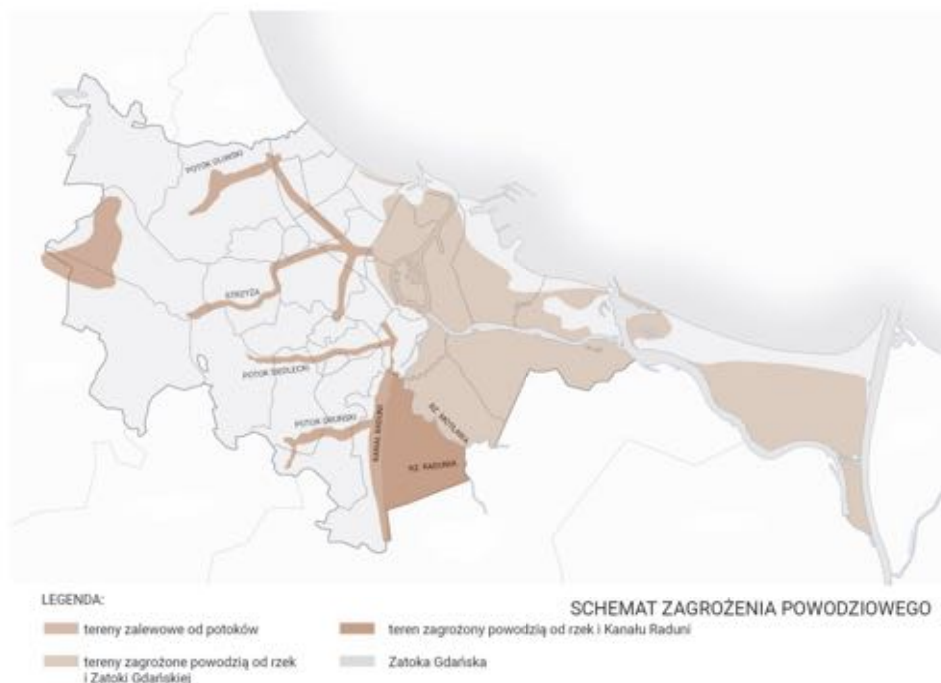 POTOK OLIWSKI
STRZYŻA
POTOK SIEDLECKI
POTOK ORUŃSKI
KANAŁ RADUNI
RZ. MOTŁAWA
RZ. RADUNIA
LEGENDA:
SCHEMAT ZAGROŻENIA POWODZIOWEGO
tereny zalewowe od potoków
teren zagrożony powodzią od rzek i Kanału Raduni
tereny zagrożone powodzią od rzek
i Zatoki Gdańskiej
Zatoka Gdańska